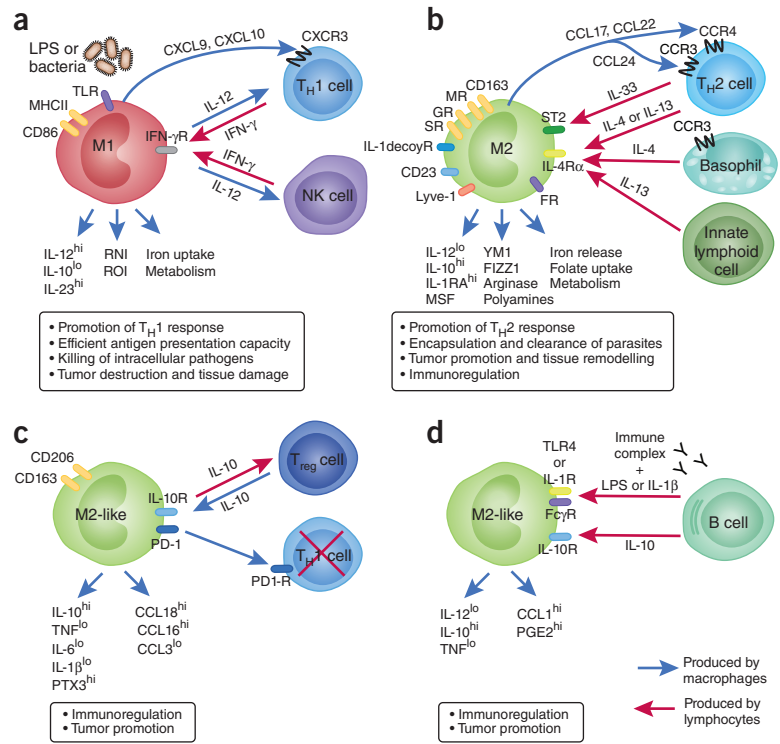 a
LPS or
bacteria
CXCL9, CXCL10
CXCR3
TH1 cell
TLR
MHCII
CD86
M1
IFN-γR
IL-12
IFN-γ
IFN-γ
IL-12
NK cell
IL-12hi
IL-10lo
IL-23hi
RNI
ROI
Iron uptake
Metabolism
• Promotion of TH1 response
• Efficient antigen presentation capacity
• Killing of intracellular pathogens
• Tumor destruction and tissue damage
b
CCL17, CCL22
CCR4
CCR3
CCL24
TH2 cell
CD163
MR
GR
SR
IL-1decoyR
CD23
Lyve-1
M2
ST2
IL-4Rα
FR
IL-33
IL-4 or IL-13
CCR3
IL-4
Basophil
IL-13
Innate
lymphoid
cell
IL-12lo
IL-10hi
IL-1RAhi
MSF
YM1
FIZZ1
Arginase
Polyamines
Iron release
Folate uptake
Metabolism
• Promotion of TH2 response
• Encapsulation and clearance of parasites
• Tumor promotion and tissue remodelling
• Immunoregulation
c
CD206
CD163
M2-like
IL-10R
PD-1
IL-10
IL-10
Treg cell
TH1 cell
PD1-R
IL-10hi
TNFlo
IL-6lo
IL-1βlo
PTX3hi
CCL18hi
CCL16hi
CCL3lo
• Immunoregulation
• Tumor promotion
d
TLR4
or
IL-1R
FcγR
IL-10R
M2-like
Immune
complex
+
LPS or IL-1β
IL-10
B cell
IL-12lo
IL-10hi
TNFlo
CCL1hi
PGE2hi
• Immunoregulation
• Tumor promotion
Produced by
macrophages
Produced by
lymphocytes